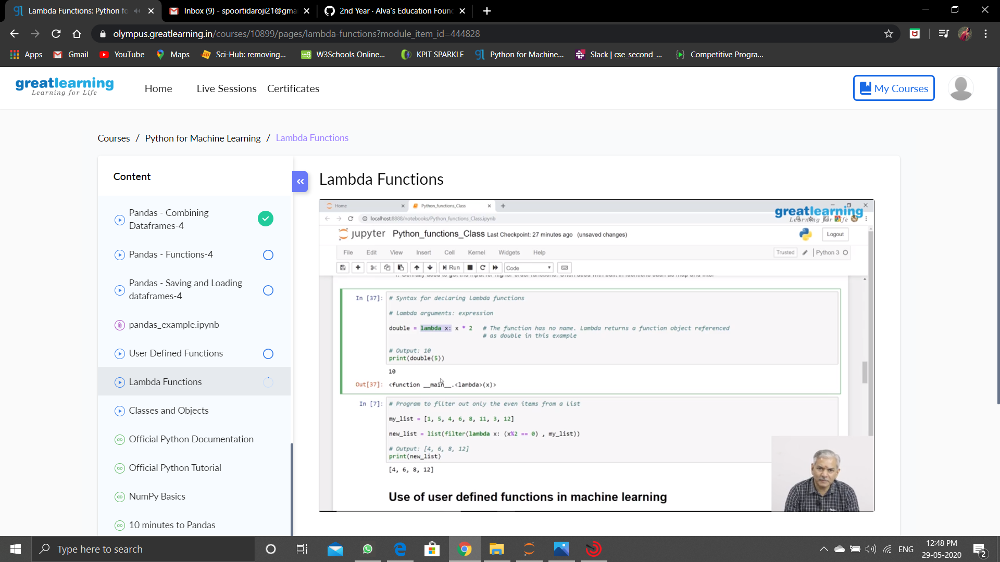 Lambda Functions: Python fo
Inbox (9) - spoortidaroji21@gma
2nd Year · Alva's Education Foun
olympus.greatlearning.in/courses/10899/pages/lambda-functions?module_item_id=444828
Apps
Gmail
YouTube
Maps
Sci-Hub: removing...
W3Schools Online...
KPIT SPARKLE
Python for Machine...
Slack | cse_second_...
Competitive Progra...
greatlearning
Learning for Life
Home
Live Sessions
Certificates
My Courses
Courses / Python for Machine Learning / Lambda Functions
Content
Pandas - Combining
Dataframes-4
Pandas - Functions-4
Pandas - Saving and Loading
dataframes-4
pandas_example.ipynb
User Defined Functions
Lambda Functions
Classes and Objects
Official Python Documentation
Official Python Tutorial
NumPy Basics
10 minutes to Pandas
Lambda Functions
Home
Python_functions_Class
localhost:8888/notebooks/Python_functions_Class.ipynb
greatlearning
Learning for Life
jupyter Python_functions_Class Last Checkpoint: 27 minutes ago (unsaved changes)
Logout
File Edit View Insert Cell Kernel Widgets Help
Trusted
Python 3
Run
Code
In [37]: # Syntax for declaring lambda functions
# Lambda arguments: expression
double = lambda x: x * 2 # The function has no name. Lambda returns a function object referenced
# as double in this example
# Output: 10
print(double(5))
10
Out[37]: <function __main__.<lambda>(x)>
In [7]: # Program to filter out only the even items from a list
my_list = [1, 5, 4, 6, 8, 11, 3, 12]
new_list = list(filter(lambda x: (x%2 == 0) , my_list))
# Output: [4, 6, 8, 12]
print(new_list)
[4, 6, 8, 12]
Use of user defined functions in machine learning
Type here to search
ENG
12:48 PM
29-05-2020
2